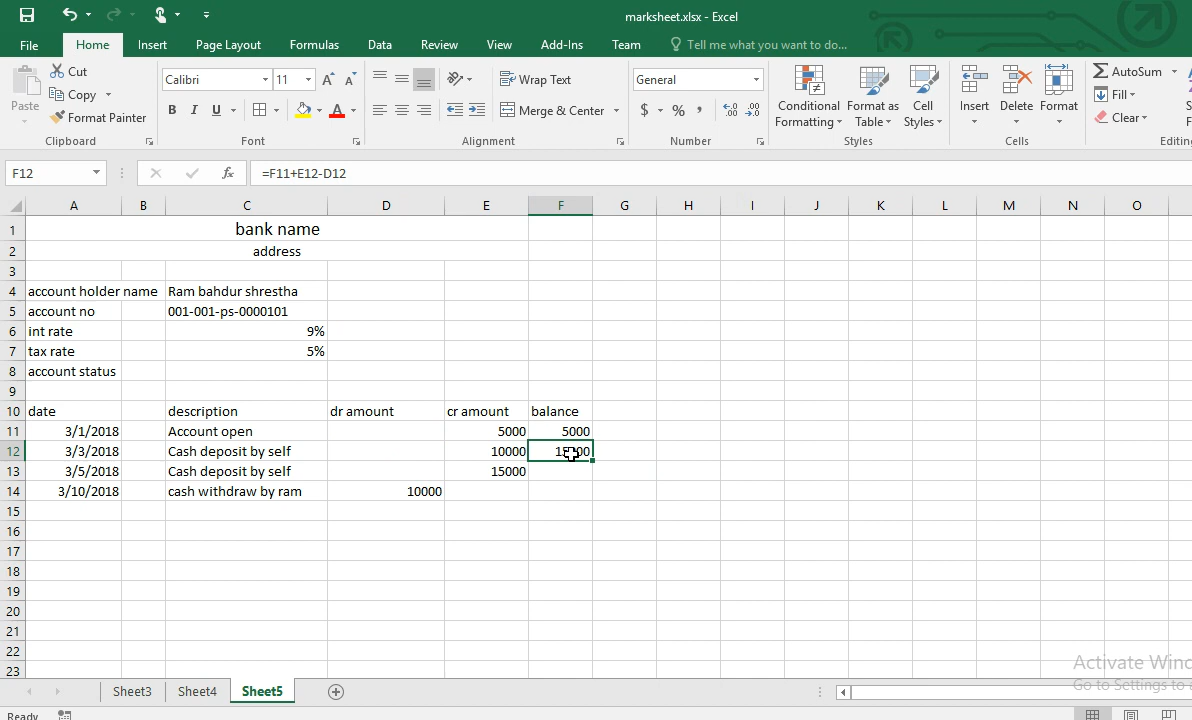 marksheet.xlsx - Excel
File Home Insert Page Layout Formulas Data Review View Add-Ins Team Tell me what you want to do...
Paste
Cut
Copy
Format Painter
Clipboard
Calibri 11
B I U A
Font
Wrap Text
Merge & Center
Alignment
General
$ % ,
Number
Conditional Formatting
Format as Table
Cell Styles
Styles
Insert Delete Format
Cells
AutoSum
Fill
Clear
F12 fx =F11+E12-D12
A B C D E F G H I J K L M N O
1 bank name
2 address
3
4 account holder name Ram bahdur shrestha
5 account no 001-001-ps-0000101
6 int rate 9%
7 tax rate 5%
8 account status
9
10 date description dr amount cr amount balance
11 3/1/2018 Account open 5000 5000
12 3/3/2018 Cash deposit by self 10000
13 3/5/2018 Cash deposit by self 15000
14 3/10/2018 cash withdraw by ram 10000
15
16
17
18
19
20
21
22
23
Activate
Go to Settings to
Sheet3 Sheet4 Sheet5
Ready